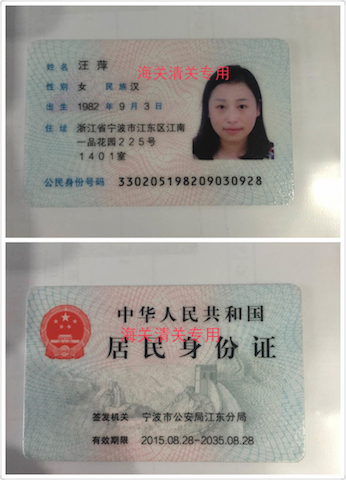 姓名 汪萍
海关清关专用
性别 女 民族 汉
出生 1982 年 9 月 3 日
住址 浙江省宁波市江东区江南
一品花园225号
1401室
公民身份号码 330205198209030928
中华人民共和国
海关清关专用
居民身份证
签发机关 宁波市公安局江东分局
有效期限 2015.08.28-2035.08.28